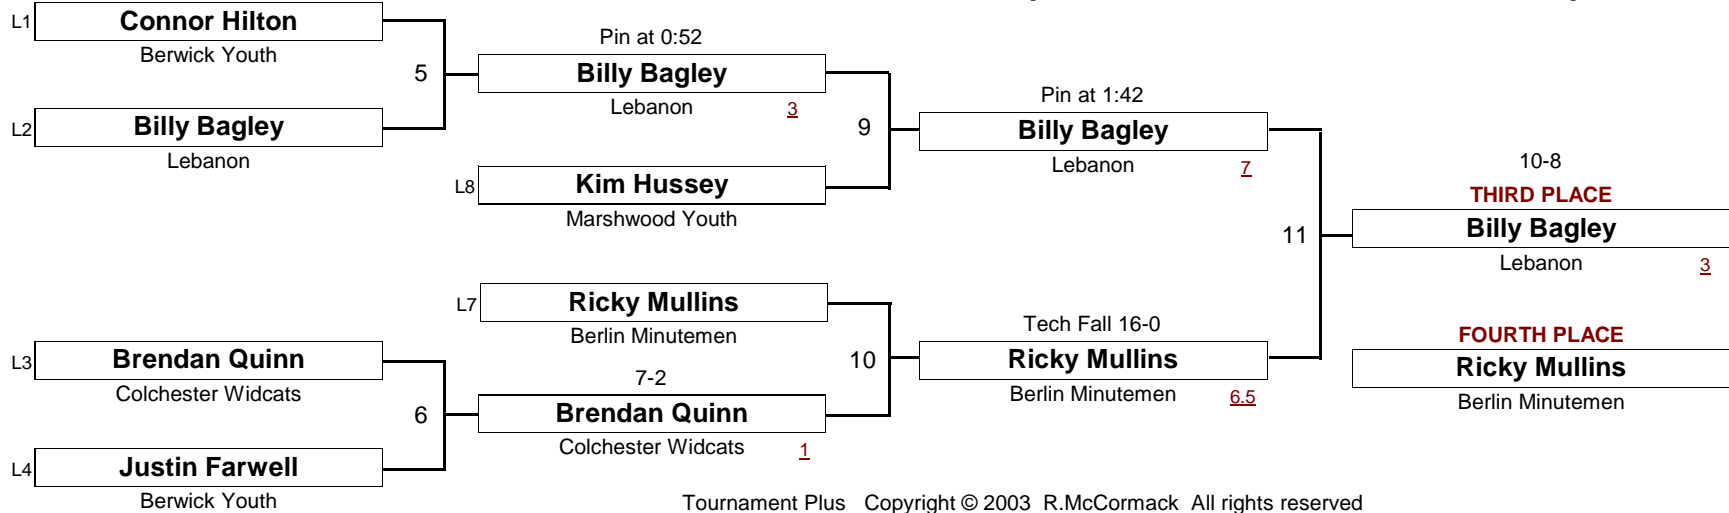 L1 Connor Hilton
Berwick Youth
5
L2 Billy Bagley
Lebanon
Pin at 0:52
Billy Bagley
Lebanon 3
9
L8 Kim Hussey
Marshwood Youth
Pin at 1:42
Billy Bagley
Lebanon 7
11
10-8
THIRD PLACE
Billy Bagley
Lebanon 3
L7 Ricky Mullins
Berlin Minutemen
10
L3 Brendan Quinn
Colchester Widcats
6
L4 Justin Farwell
Berwick Youth
7-2
Brendan Quinn
Colchester Widcats 1
Tech Fall 16-0
Ricky Mullins
Berlin Minutemen 6.5
FOURTH PLACE
Ricky Mullins
Berlin Minutemen
Tournament Plus Copyright © 2003 R.McCormack All rights reserved